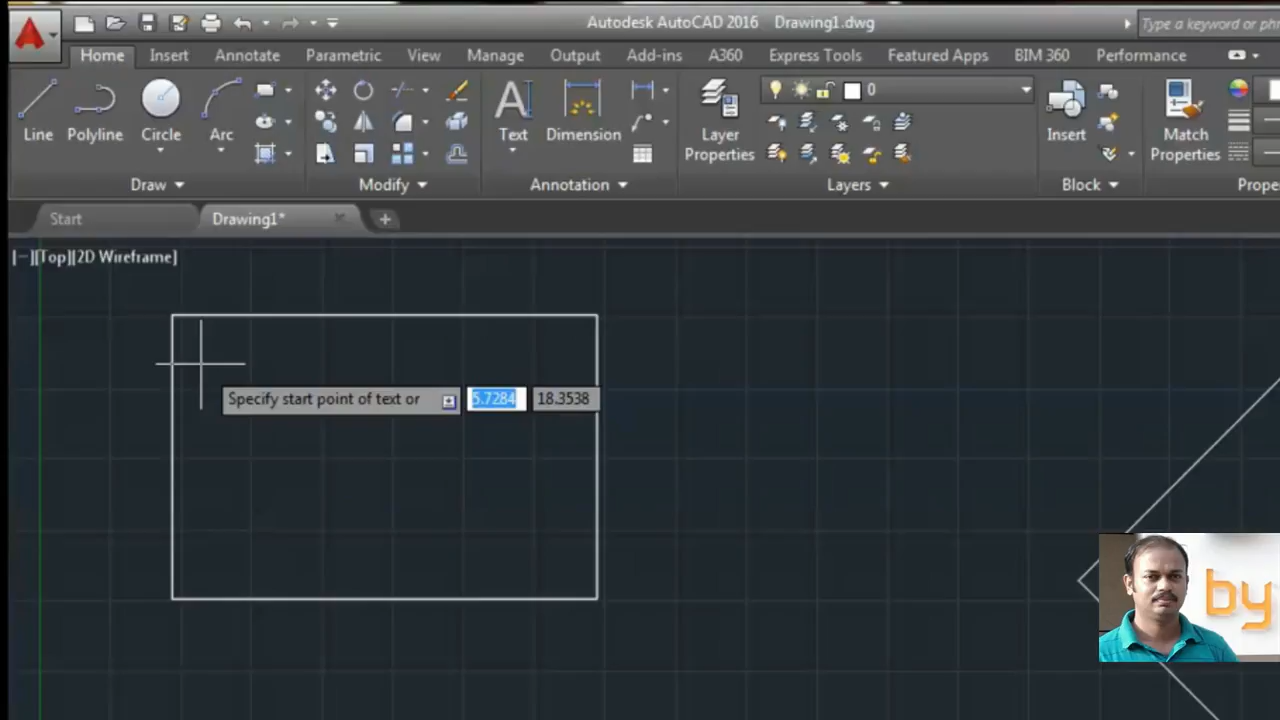 Autodesk AutoCAD 2016 Drawing1.dwg
Type a keyword or phr
Home Insert Annotate Parametric View Manage Output Add-ins A360 Express Tools Featured Apps BIM 360 Performance
0
Line Polyline Circle Arc
Text Dimension
Layer
Properties
Insert
Match
Properties
Draw Modify Annotation Layers Block Prope
Start Drawing1*
[−][Top][2D Wireframe]
Specify start point of text or 5.7284 18.3538
by